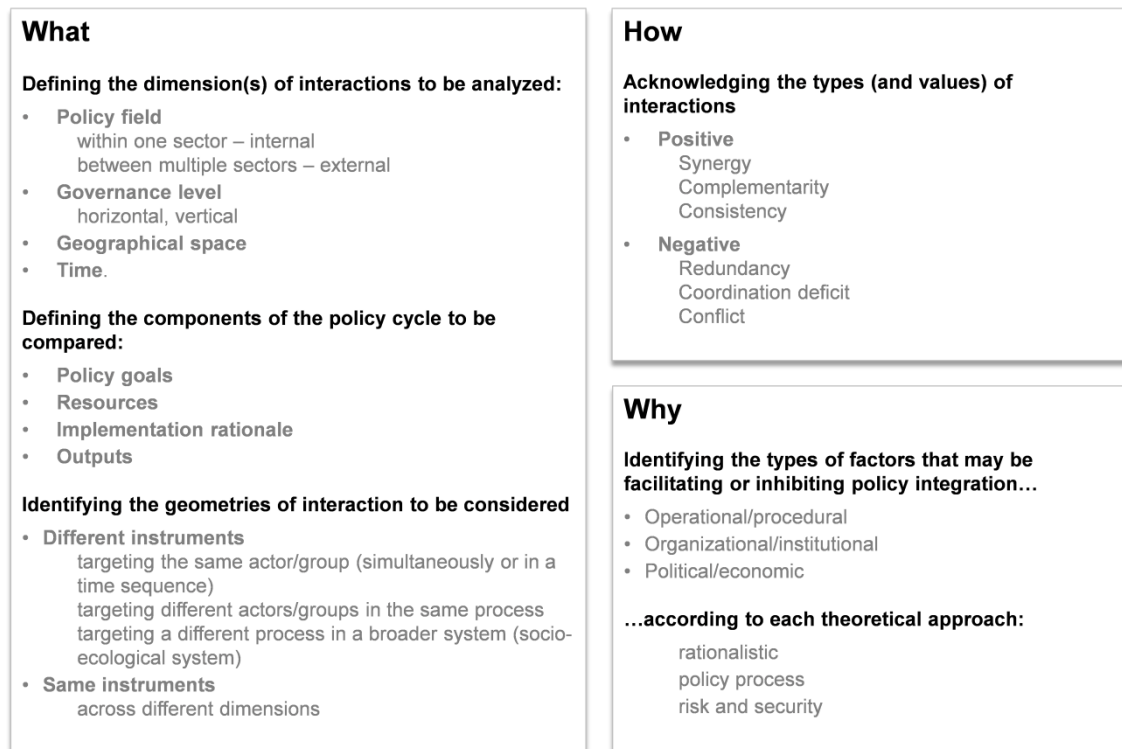 What
Defining the dimension(s) of interactions to be analyzed:
• Policy field
within one sector – internal
between multiple sectors – external
• Governance level
horizontal, vertical
• Geographical space
• Time.
Defining the components of the policy cycle to be
compared:
• Policy goals
• Resources
• Implementation rationale
• Outputs
Identifying the geometries of interaction to be considered
• Different instruments
targeting the same actor/group (simultaneously or in a
time sequence)
targeting different actors/groups in the same process
targeting a different process in a broader system (socio-
ecological system)
• Same instruments
across different dimensions
How
Acknowledging the types (and values) of
interactions
• Positive
Synergy
Complementarity
Consistency
• Negative
Redundancy
Coordination deficit
Conflict
Why
Identifying the types of factors that may be
facilitating or inhibiting policy integration…
• Operational/procedural
• Organizational/institutional
• Political/economic
…according to each theoretical approach:
rationalistic
policy process
risk and security